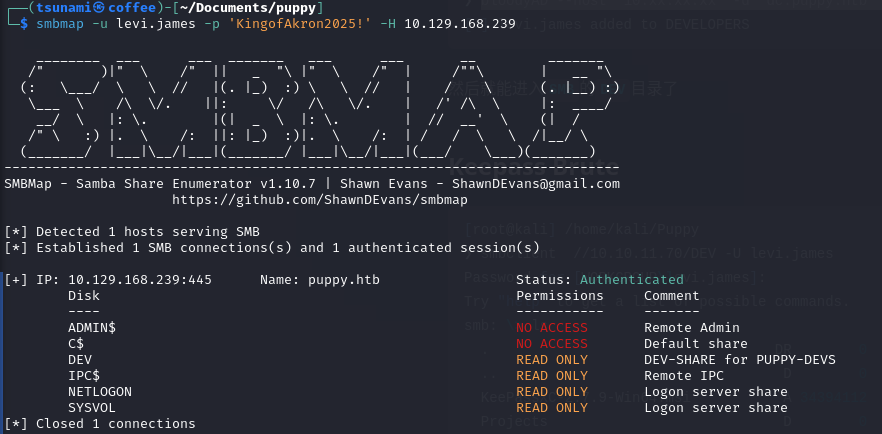 ┌──(tsunami㉿coffee)-[~/Documents/puppy]
└─$ smbmap -u levi.james -p 'KingofAkron2025!' -H 10.129.168.239
SMBMap - Samba Share Enumerator v1.10.7 | Shawn Evans - ShawnDEvans@gmail.com
https://github.com/ShawnDEvans/smbmap
[*] Detected 1 hosts serving SMB
[*] Established 1 SMB connections(s) and 1 authenticated session(s)
[+] IP: 10.129.168.239:445 Name: puppy.htb Status: Authenticated
Disk Permissions Comment
---- ----------- -------
ADMIN$ NO ACCESS Remote Admin
C$ NO ACCESS Default share
DEV READ ONLY DEV-SHARE for PUPPY-DEVS
IPC$ READ ONLY Remote IPC
NETLOGON READ ONLY Logon server share
SYSVOL READ ONLY Logon server share
[*] Closed 1 connections